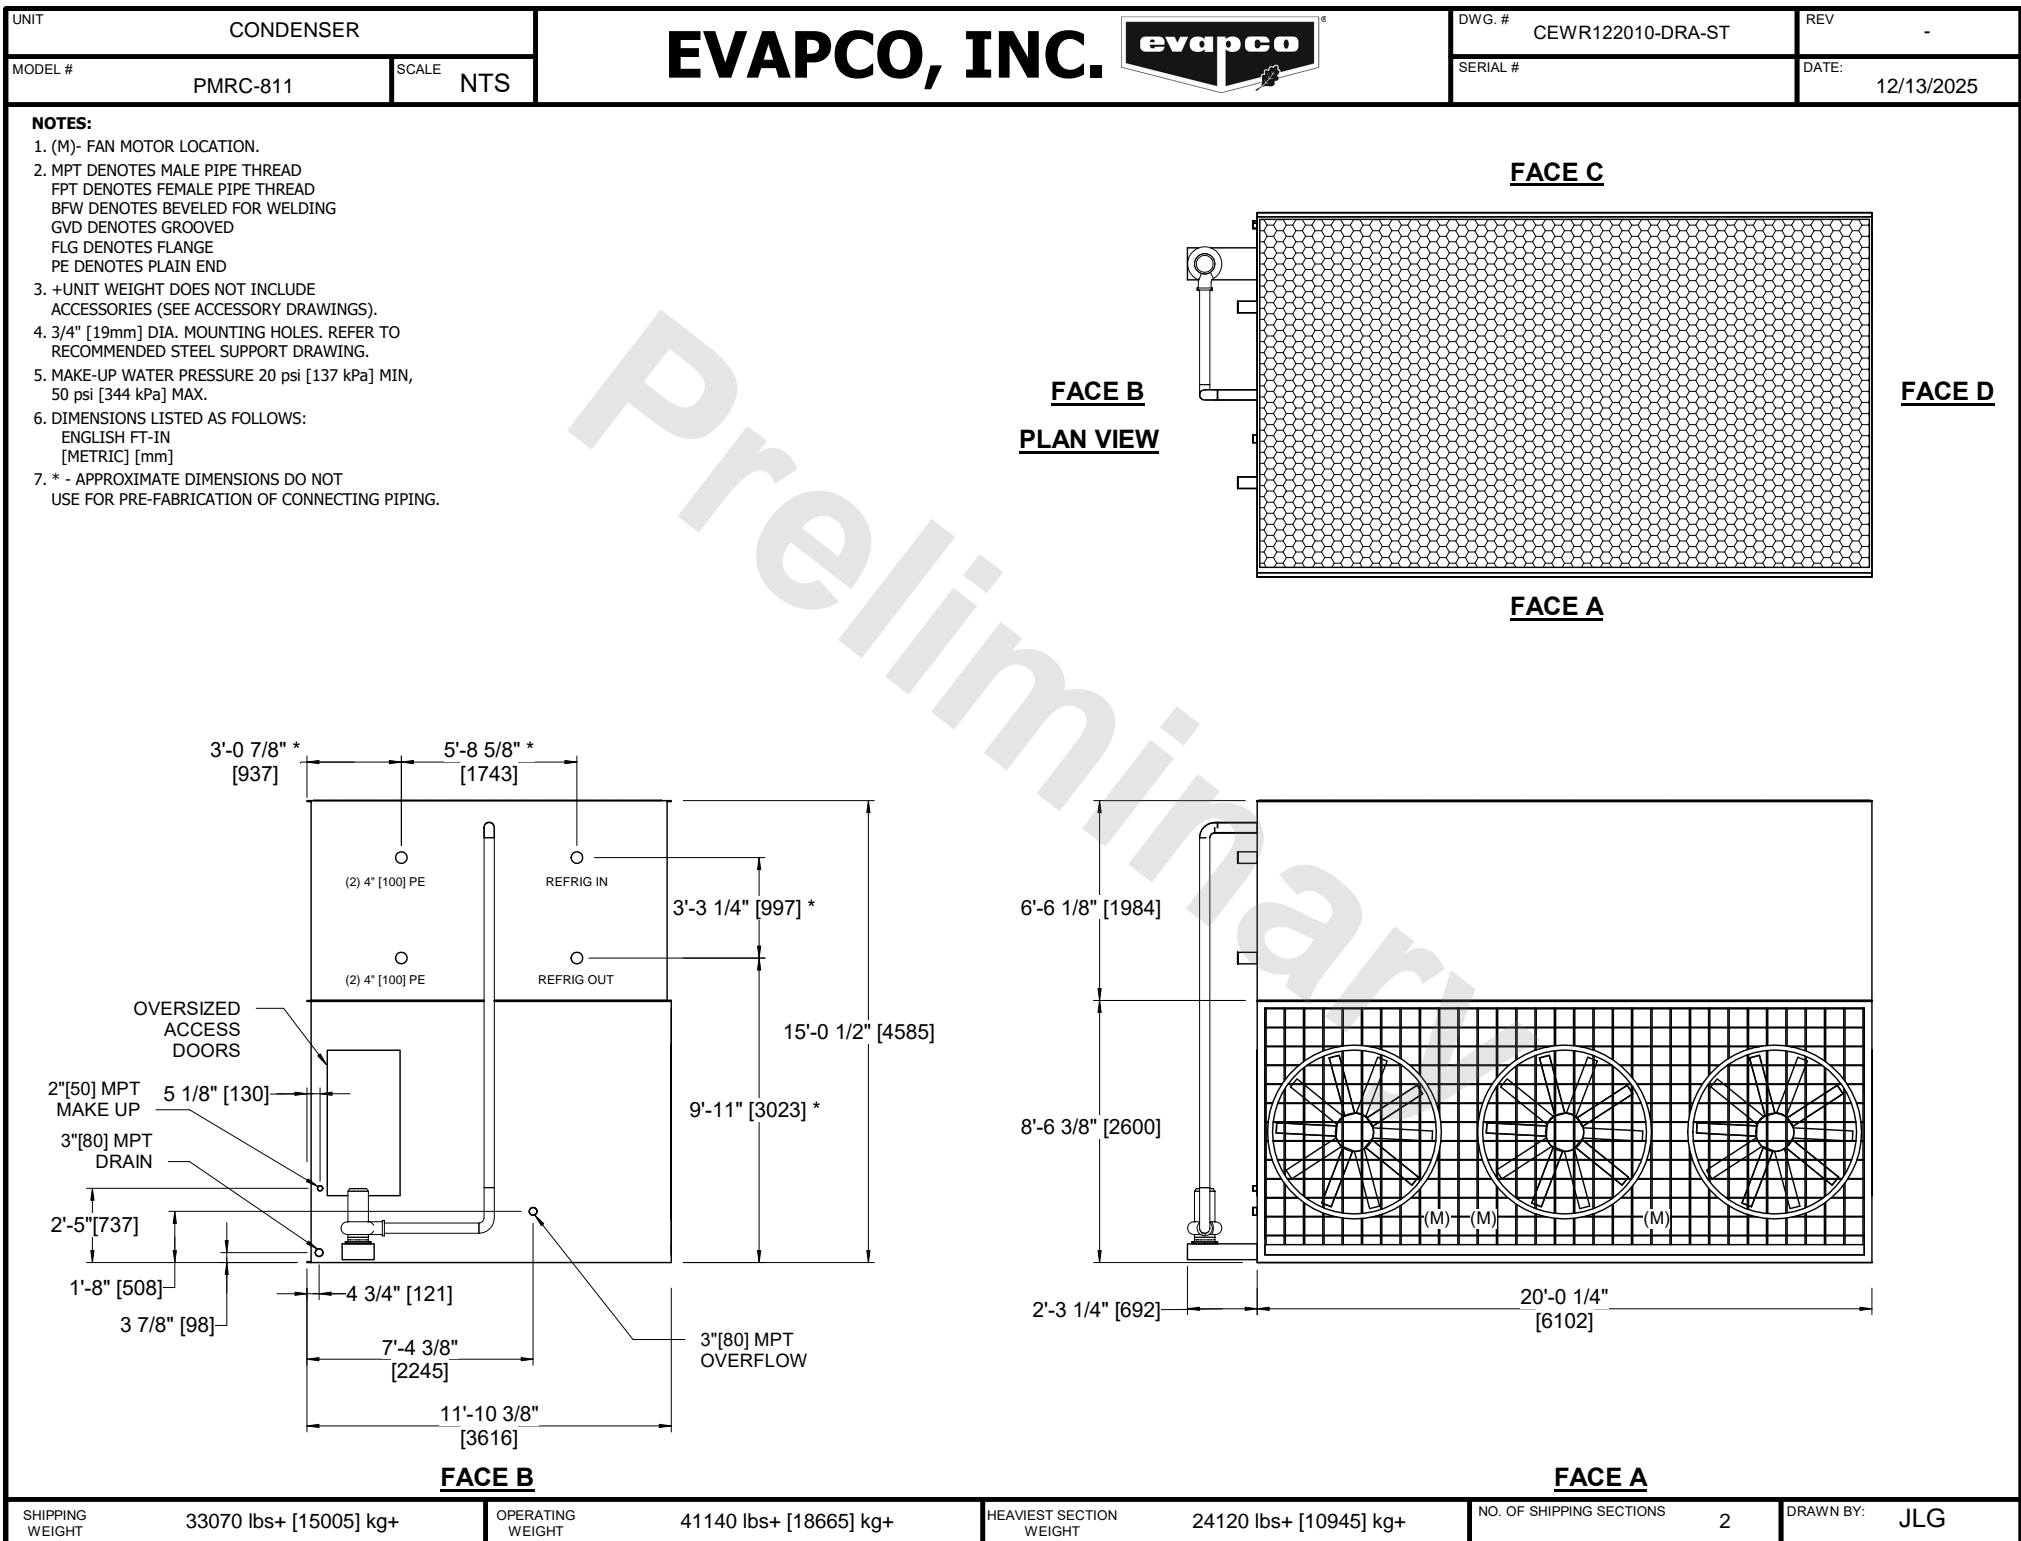 UNIT
CONDENSER
MODEL #
PMRC-811
SCALE
NTS
EVAPCO, INC.
evapco
®
DWG. #
CEWR122010-DRA-ST
REV
-
SERIAL #
DATE:
12/13/2025
NOTES:
1. (M)- FAN MOTOR LOCATION.
2. MPT DENOTES MALE PIPE THREAD
FPT DENOTES FEMALE PIPE THREAD
BFW DENOTES BEVELED FOR WELDING
GVD DENOTES GROOVED
FLG DENOTES FLANGE
PE DENOTES PLAIN END
3. +UNIT WEIGHT DOES NOT INCLUDE
ACCESSORIES (SEE ACCESSORY DRAWINGS).
4. 3/4" [19mm] DIA. MOUNTING HOLES. REFER TO
RECOMMENDED STEEL SUPPORT DRAWING.
5. MAKE-UP WATER PRESSURE 20 psi [137 kPa] MIN,
50 psi [344 kPa] MAX.
6. DIMENSIONS LISTED AS FOLLOWS:
ENGLISH FT-IN
[METRIC] [mm]
7. * - APPROXIMATE DIMENSIONS DO NOT
USE FOR PRE-FABRICATION OF CONNECTING PIPING.
Preliminary
FACE C
FACE B
PLAN VIEW
FACE D
FACE A
3'-0 7/8" *
[937]
5'-8 5/8" *
[1743]
(2) 4" [100] PE
REFRIG IN
3'-3 1/4" [997] *
(2) 4" [100] PE
REFRIG OUT
OVERSIZED
ACCESS
DOORS
15'-0 1/2" [4585]
2"[50] MPT
MAKE UP
5 1/8" [130]
9'-11" [3023] *
3"[80] MPT
DRAIN
2'-5"[737]
1'-8" [508]
4 3/4" [121]
3 7/8" [98]
7'-4 3/8"
[2245]
3"[80] MPT
OVERFLOW
11'-10 3/8"
[3616]
FACE B
6'-6 1/8" [1984]
8'-6 3/8" [2600]
(M)
(M)
(M)
2'-3 1/4" [692]
20'-0 1/4"
[6102]
FACE A
SHIPPING
WEIGHT
33070 lbs+ [15005] kg+
OPERATING
WEIGHT
41140 lbs+ [18665] kg+
HEAVIEST SECTION
WEIGHT
24120 lbs+ [10945] kg+
NO. OF SHIPPING SECTIONS
2
DRAWN BY:
JLG